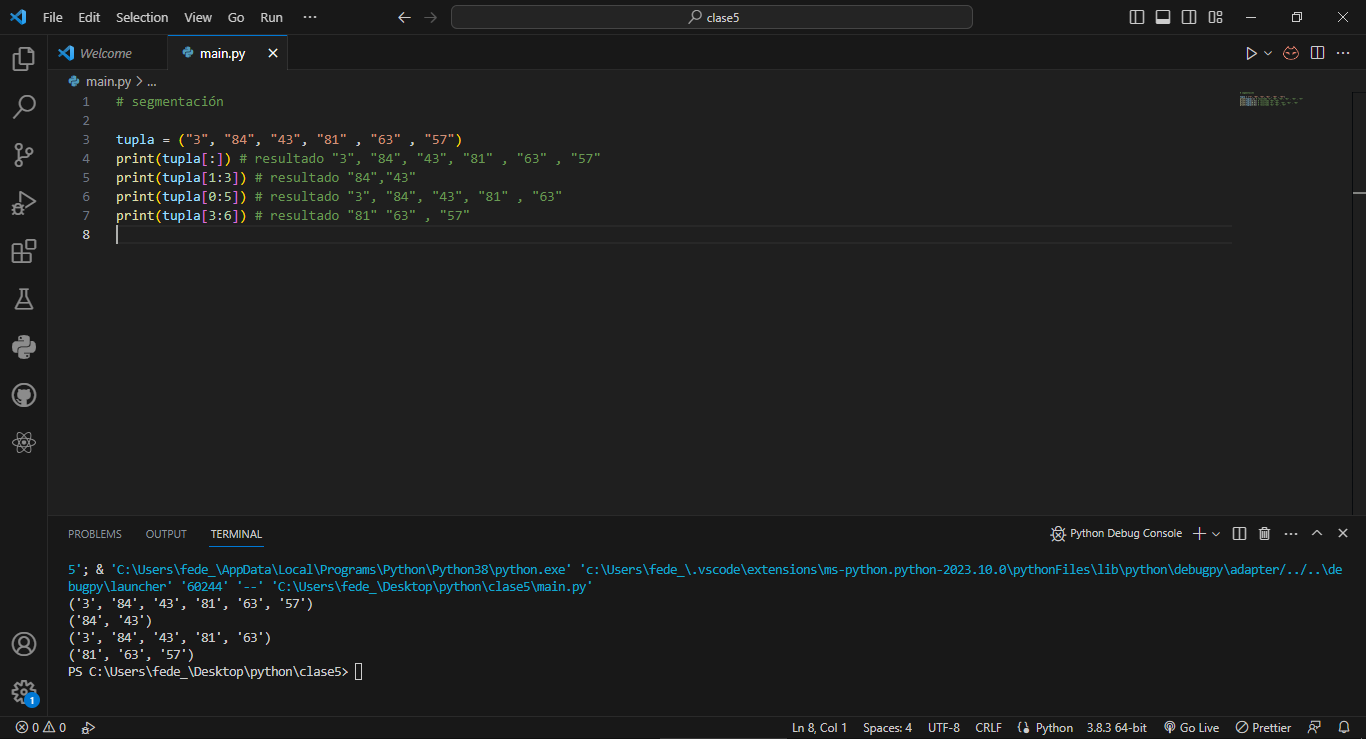 File Edit Selection View Go Run ··· clase5
Welcome main.py
main.py > ...
1 # segmentación
2
3 tupla = ("3", "84", "43", "81" , "63" , "57")
4 print(tupla[:]) # resultado "3", "84", "43", "81" , "63" , "57"
5 print(tupla[1:3]) # resultado "84","43"
6 print(tupla[0:5]) # resultado "3", "84", "43", "81" , "63"
7 print(tupla[3:6]) # resultado "81" "63" , "57"
8
PROBLEMS OUTPUT TERMINAL Python Debug Console
5'; & 'C:\Users\fede_\AppData\Local\Programs\Python\Python38\python.exe' 'c:\Users\fede_\.vscode\extensions\ms-python.python-2023.10.0\pythonFiles\lib\python\debugpy\adapter/../..\de
bugpy\launcher' '60244' '--' 'C:\Users\fede_\Desktop\python\clase5\main.py'
('3', '84', '43', '81', '63', '57')
('84', '43')
('3', '84', '43', '81', '63')
('81', '63', '57')
PS C:\Users\fede_\Desktop\python\clase5>
1
0 0 Ln 8, Col 1 Spaces: 4 UTF-8 CRLF Python 3.8.3 64-bit Go Live Prettier